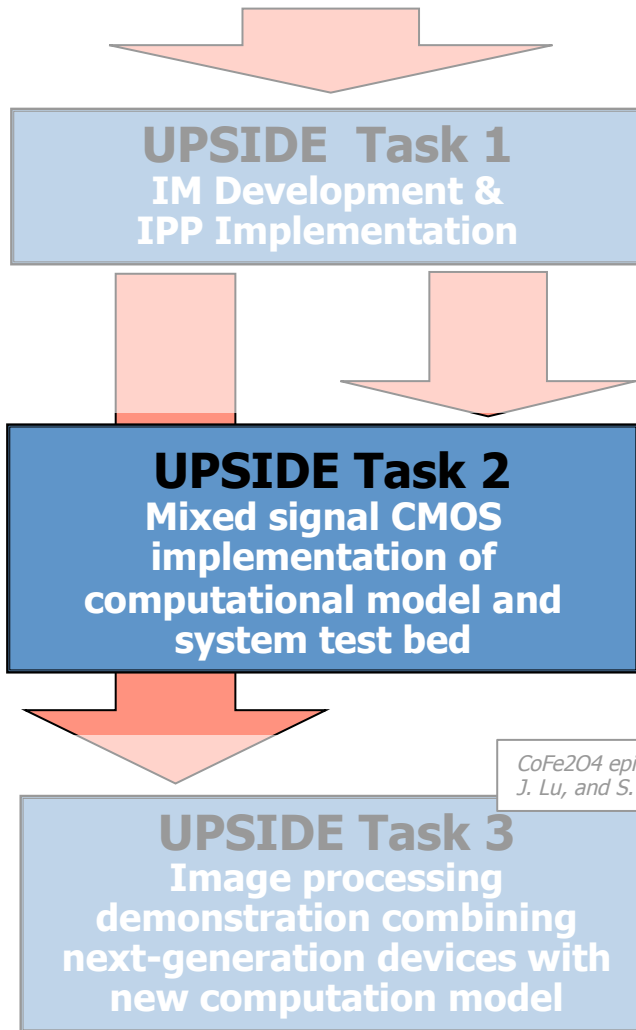 UPSIDE Task 1
IM Development &
IPP Implementation
UPSIDE Task 2
Mixed signal CMOS
implementation of
computational model and
system test bed
CoFe2O4 epi
J. Lu, and S.
UPSIDE Task 3
Image processing
demonstration combining
next-generation devices with
new computation model